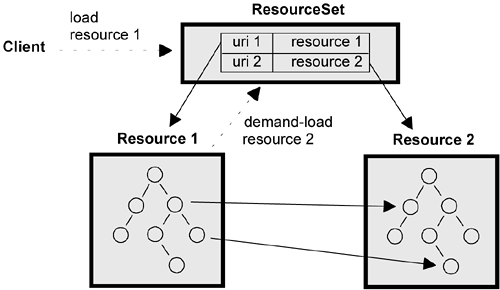 ResourceSet
load
resource 1
Client
uri 1 resource 1
uri 2 resource 2
demand-load
resource 2
Resource 1
Resource 2